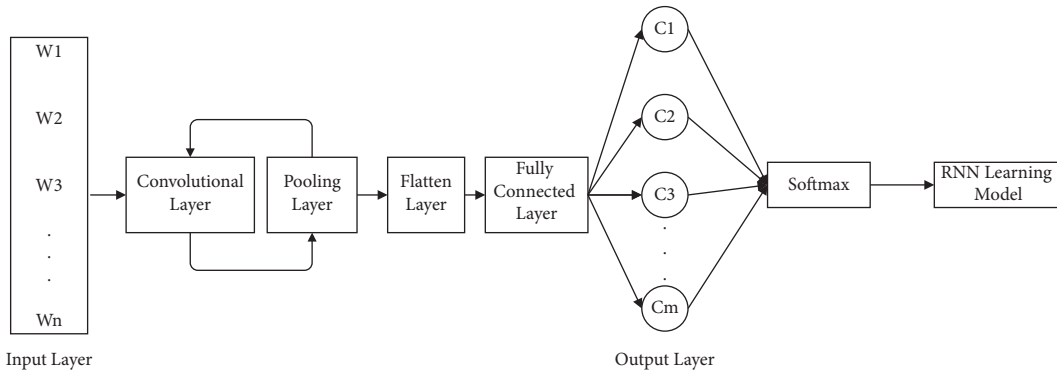 W1
W2
W3
.
.
.
Wn
Input Layer
Convolutional
Layer
Pooling
Layer
Flatten
Layer
Fully
Connected
Layer
C1
C2
C3
.
.
.
Cm
Output Layer
Softmax
RNN Learning
Model